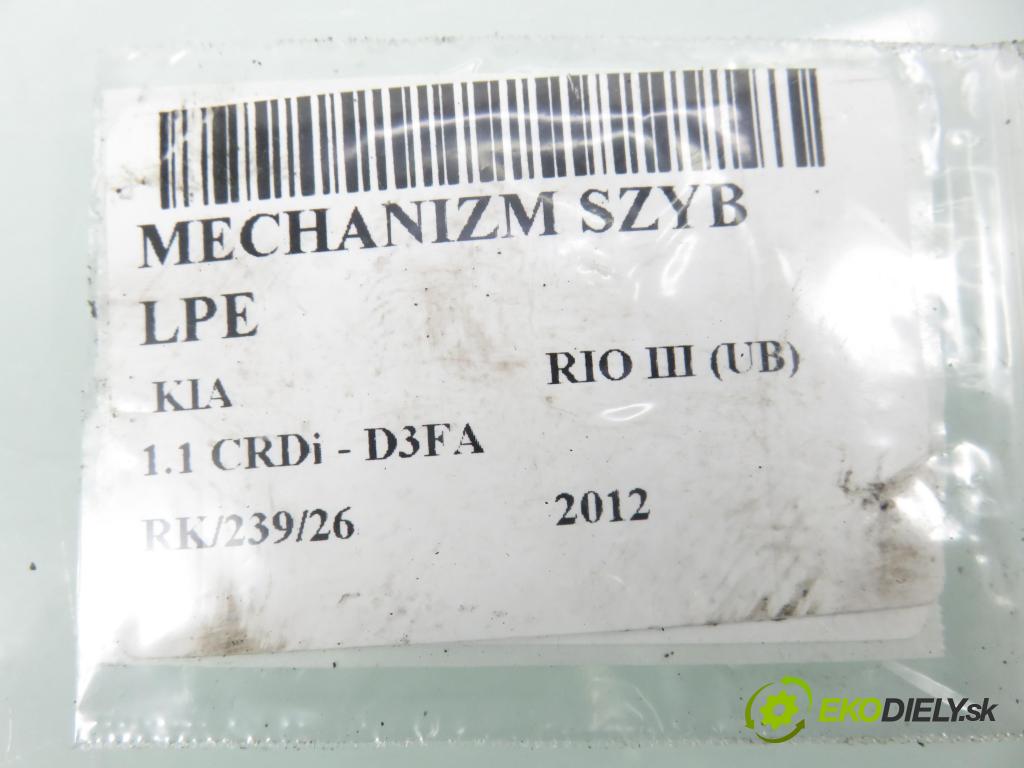 MECHANIZM SZYB
LPE
KIA RIO III (UB)
1.1 CRDi - D3FA
RK/239/26 2012
EKODIELY.sk